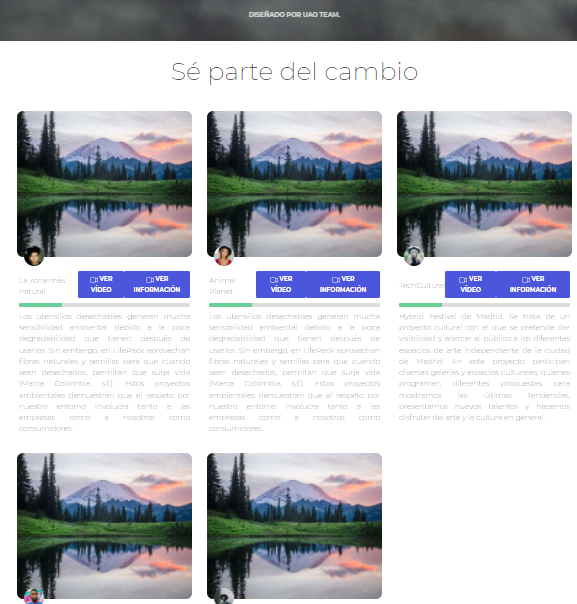 DISEÑADO POR UAO TEAM.
Sé parte del cambio
La zona más
natural
VER
VÍDEO
VER
INFORMACIÓN
Animal
Planet
VER
VÍDEO
VER
INFORMACIÓN
TechCultura
VER
VÍDEO
VER
INFORMACIÓN
Los utensilios desechables generan mucha
sensibilidad ambiental debido a la poca
degradabilidad que tienen después de
usarlos. Sin embargo, en LifePack aprovechan
fibras naturales y semillas para que cuando
sean desechados, permitan que surja vida
(Marca Colombia, s.f). Estos proyectos
ambientales demuestran que el respeto por
nuestro entorno involucra tanto a las
empresas como a nosotros como
consumidores.
Los utensilios desechables generan mucha
sensibilidad ambiental debido a la poca
degradabilidad que tienen después de
usarlos. Sin embargo, en LifePack aprovechan
fibras naturales y semillas para que cuando
sean desechados, permitan que surja vida
(Marca Colombia, s.f). Estos proyectos
ambientales demuestran que el respeto por
nuestro entorno involucra tanto a las
empresas como a nosotros como
consumidores.
Hybrid Festival de Madrid. Se trata de un
proyecto cultural con el que se pretende dar
visibilidad y acercar al público a los diferentes
espacios de arte independiente de la ciudad
de Madrid. En este proyecto participan
diversas galerías y espacios culturales, quienes
programan diferentes propuestas para
mostrarnos las últimas tendencias,
presentarnos nuevos talentos y hacernos
disfrutar del arte y la cultura en general.